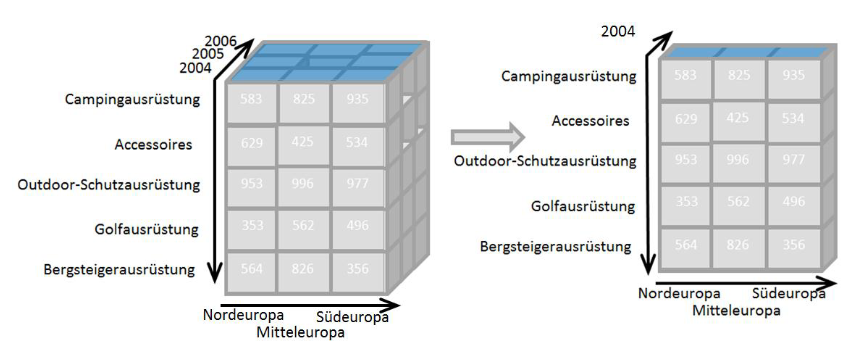 2006
2005
2004
Campingausrüstung 583 825 935
Accessoires 629 425 534
Outdoor-Schutzausrüstung 953 996 977
Golfausrüstung 353 562 496
Bergsteigerausrüstung 564 826 356
Nordeuropa Südeuropa
Mitteleuropa
2004
Campingausrüstung 583 825 935
Accessoires 629 425 534
Outdoor-Schutzausrüstung 953 996 977
Golfausrüstung 353 562 496
Bergsteigerausrüstung 564 826 356
Nordeuropa Südeuropa
Mitteleuropa